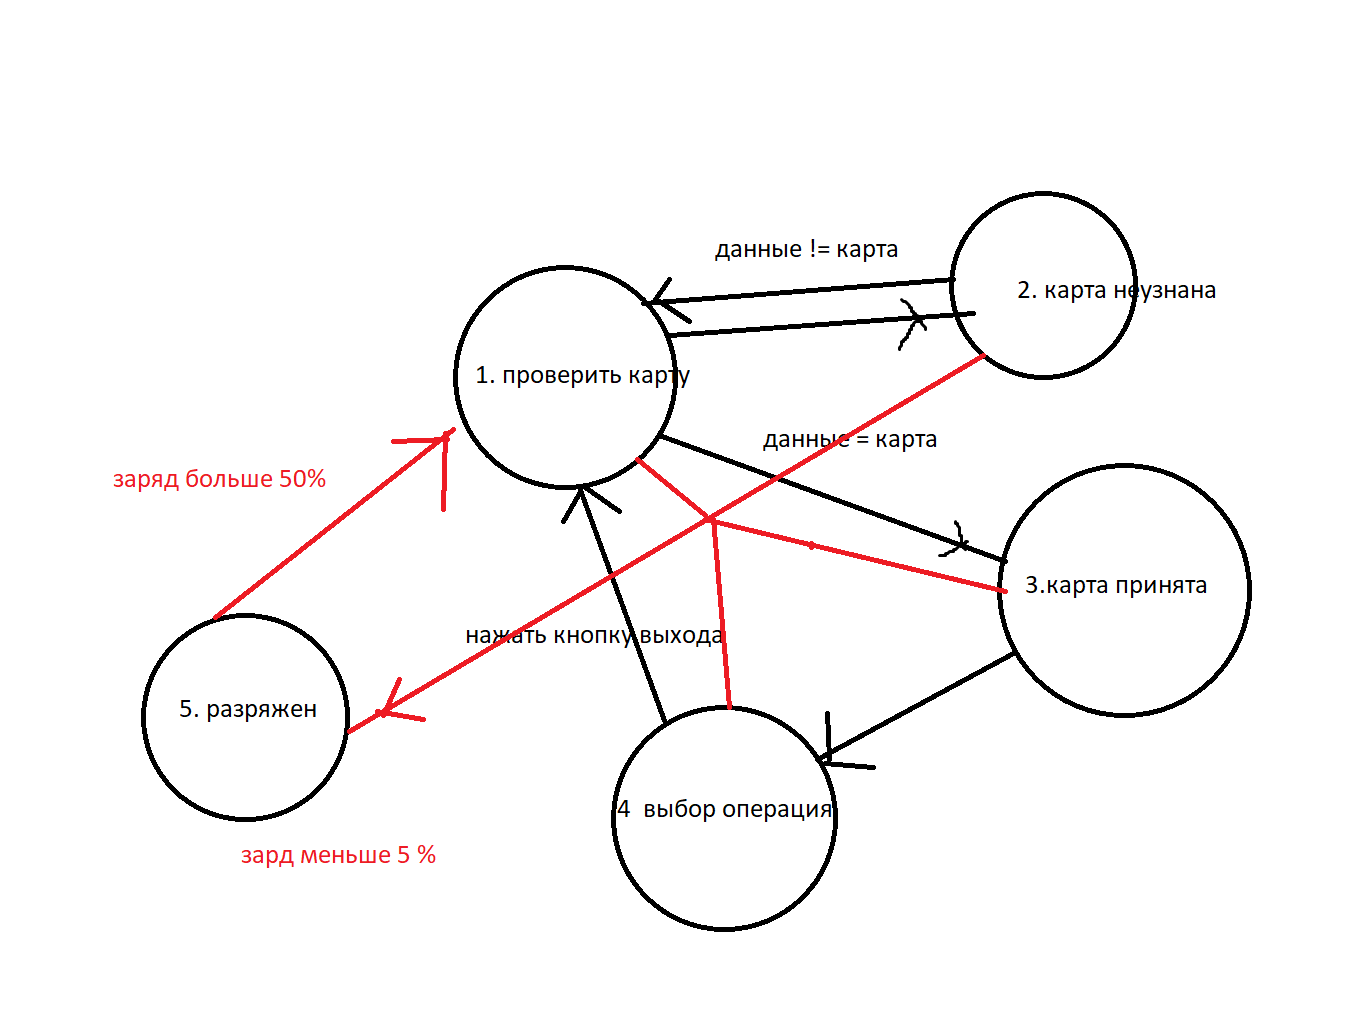 данные != карта
2. карта неузнана
1. проверить карту
данные = карта
заряд больше 50%
3.карта принята
нажать кнопку выхода
5. разряжен
4 выбор операция
зард меньше 5 %